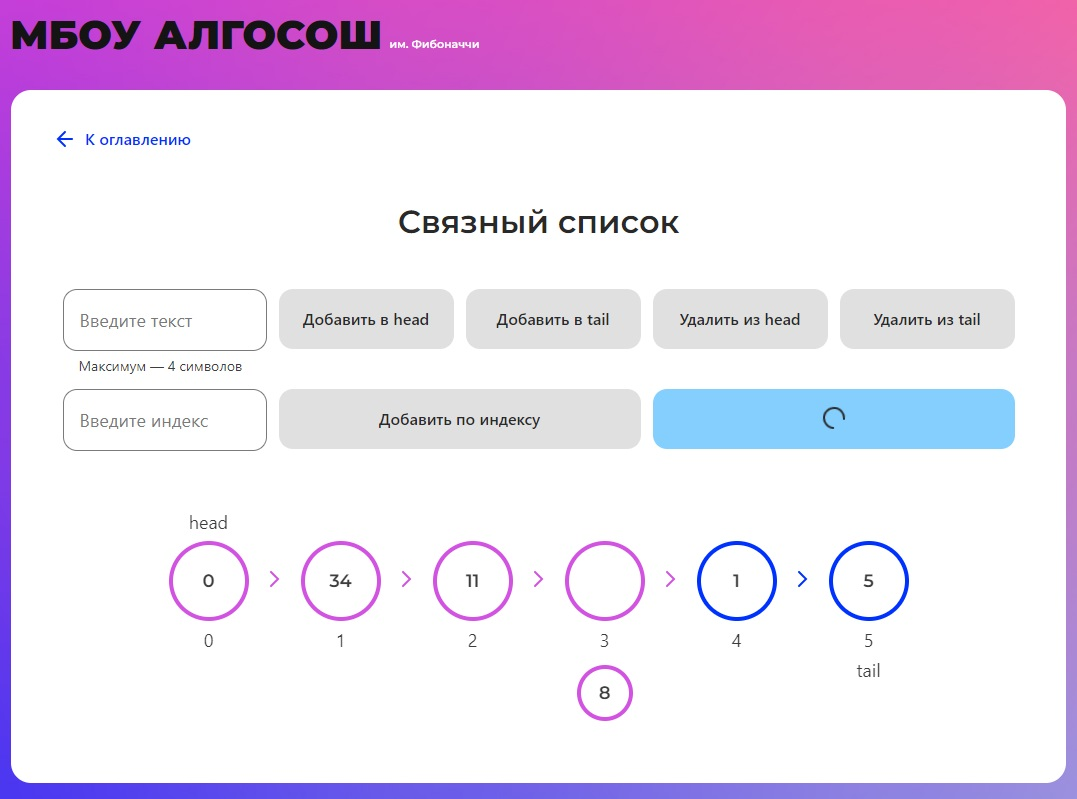 МБОУ АЛГОСОШ им. Фибоначчи
К оглавлению
Связный список
Введите текст Добавить в head Добавить в tail Удалить из head Удалить из tail
Максимум — 4 символов
Введите индекс Добавить по индексу
head
0 34 11 1 5
0 1 2 3 4 5
tail
8